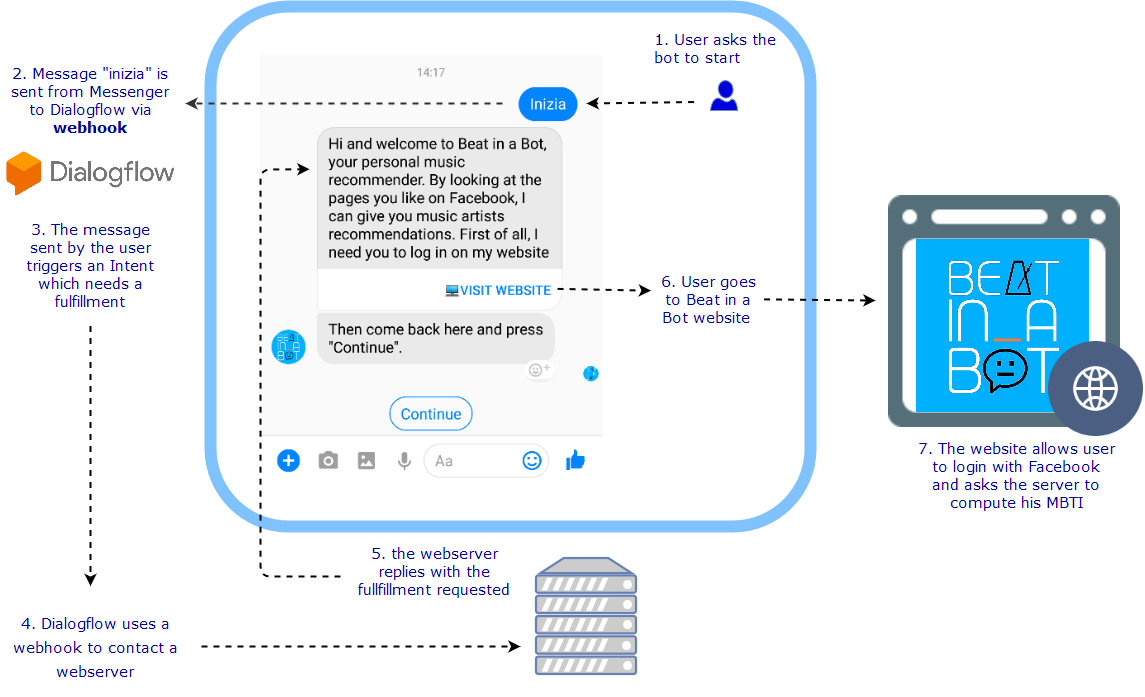 1. User asks the
bot to start
2. Message "inizia" is
sent from Messenger
to Dialogflow via
webhook
Dialogflow
3. The message
sent by the user
triggers an Intent
which needs a
fulfillment
4. Dialogflow uses a
webhook to contact a
webserver
14:17
Inizia
Hi and welcome to Beat in a Bot,
your personal music
recommender. By looking at the
pages you like on Facebook, I
can give you music artists
recommendations. First of all, I
need you to log in on my website
VISIT WEBSITE
Then come back here and press
"Continue".
BEAT
IN_A
BOT
Continue
Aa
5. the webserver
replies with the
fullfillment requested
6. User goes
to Beat in a
Bot website
BEAT
IN_A
BOT
7. The website allows user
to login with Facebook
and asks the server to
compute his MBTI